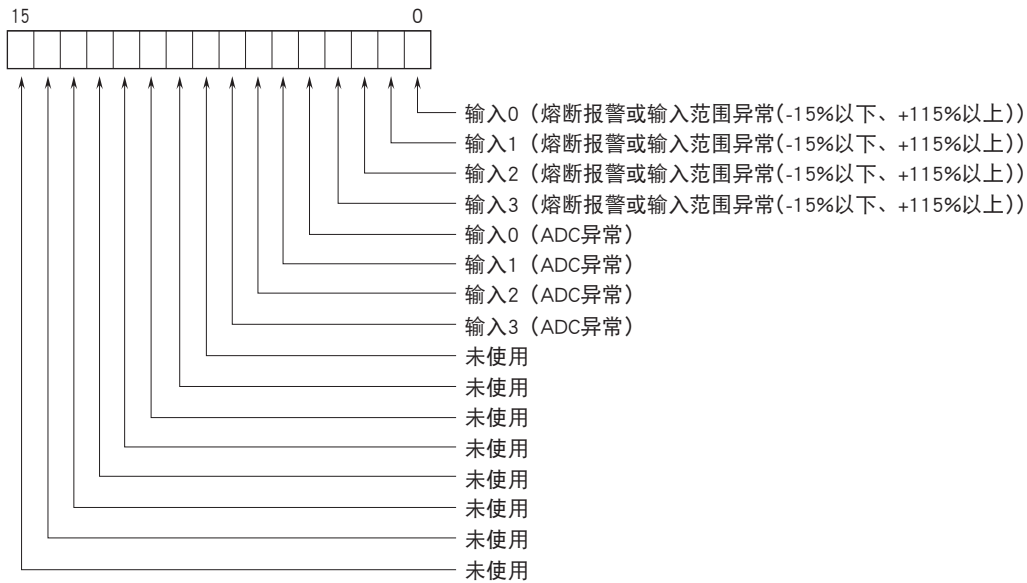 15 0
输入0（熔断报警或输入范围异常(-15%以下、+115%以上)）
输入1（熔断报警或输入范围异常(-15%以下、+115%以上)）
输入2（熔断报警或输入范围异常(-15%以下、+115%以上)）
输入3（熔断报警或输入范围异常(-15%以下、+115%以上)）
输入0（ADC异常）
输入1（ADC异常）
输入2（ADC异常）
输入3（ADC异常）
未使用
未使用
未使用
未使用
未使用
未使用
未使用
未使用